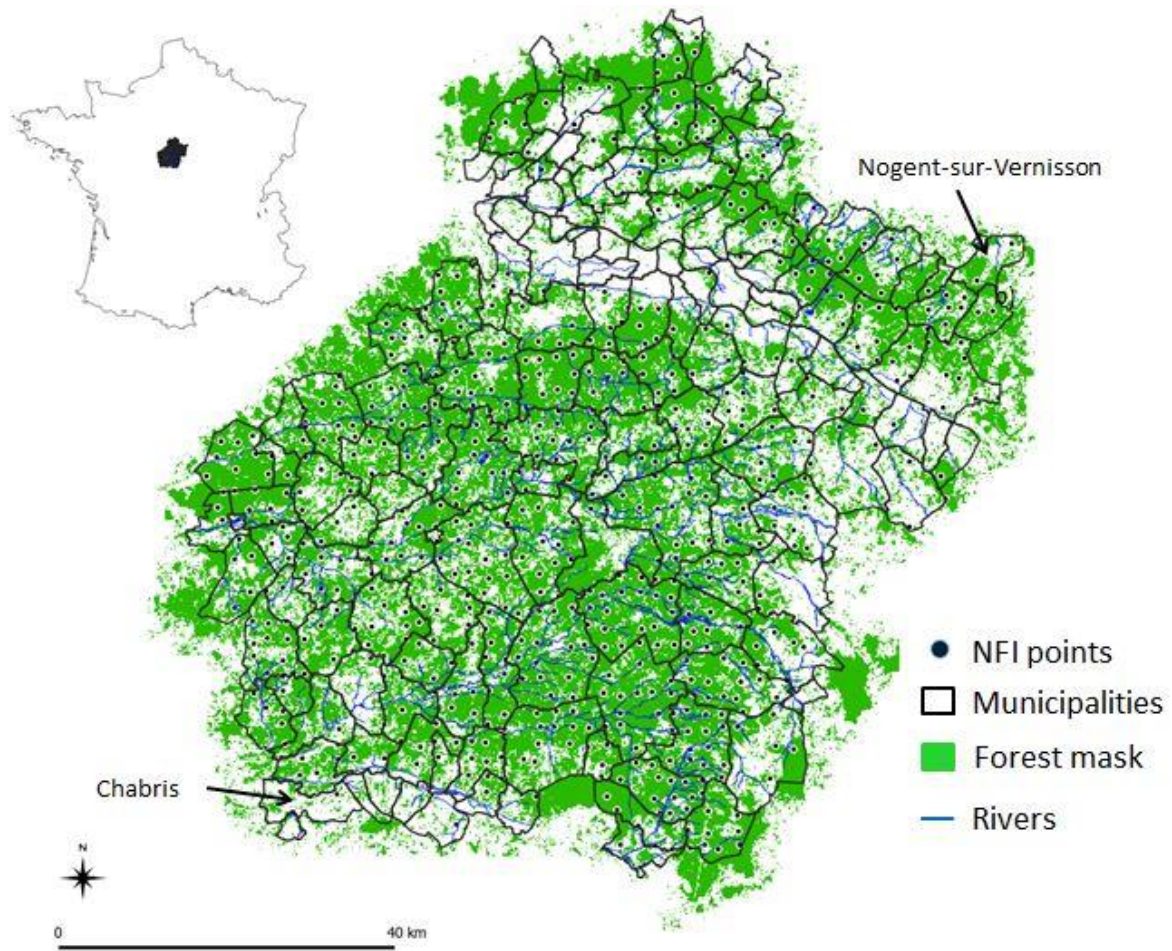 Nogent-sur-Vernisson
NFI points
Municipalities
Forest mask
Chabris
Rivers
N
0
40 km